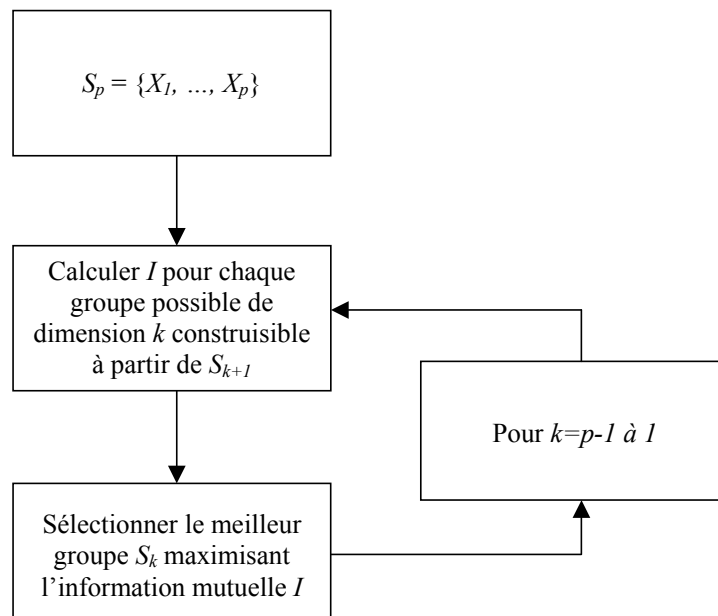 S_p = {X_1, ..., X_p}
Calculer I pour chaque
groupe possible de
dimension k construisible
à partir de S_{k+1}
Pour k=p-1 à 1
Sélectionner le meilleur
groupe S_k maximisant
l'information mutuelle I